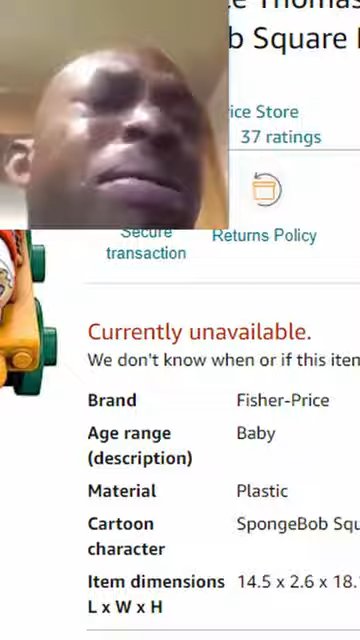 Thomas
b Square
rice Store
37 ratings
Secure transaction
Returns Policy
Currently unavailable.
We don't know when or if this item
Brand Fisher-Price
Age range Baby
(description)
Material Plastic
Cartoon SpongeBob Squ
character
Item dimensions 14.5 x 2.6 x 18.
L x W x H